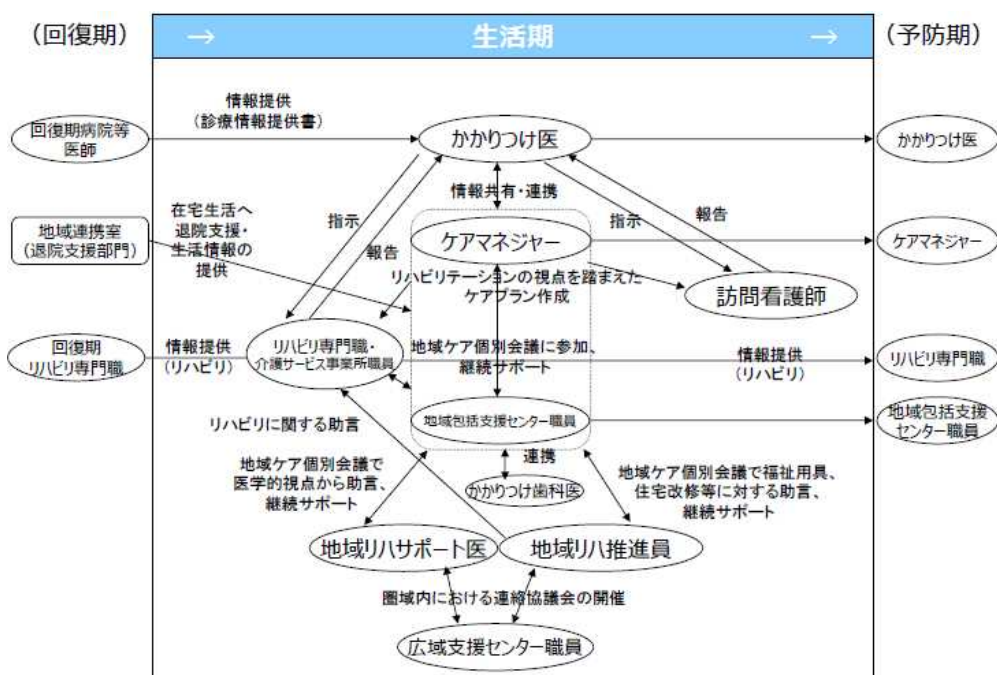 (回復期)
→ 生活期 →
(予防期)
情報提供
(診療情報提供書)
回復期病院等
医師
かかりつけ医
かかりつけ医
情報共有・連携
在宅生活へ
退院支援・
生活情報の
提供
指示
報告
指示
報告
地域連携室
(退院支援部門)
ケアマネジャー
ケアマネジャー
リハビリテーションの視点を踏まえた
ケアプラン作成
訪問看護師
回復期
リハビリ専門職
情報提供
(リハビリ)
リハビリ専門職・
介護サービス事業所職員
地域ケア個別会議に参加、
継続サポート
情報提供
(リハビリ)
リハビリ専門職
リハビリに関する助言
地域包括支援センター職員
地域包括支援
センター職員
連携
かかりつけ歯科医
地域ケア個別会議で
医学的視点から助言、
継続サポート
地域ケア個別会議で福祉用具、
住宅改修等に対する助言、
継続サポート
地域リハサポート医
地域リハ推進員
圏域内における連絡協議会の開催
広域支援センター職員